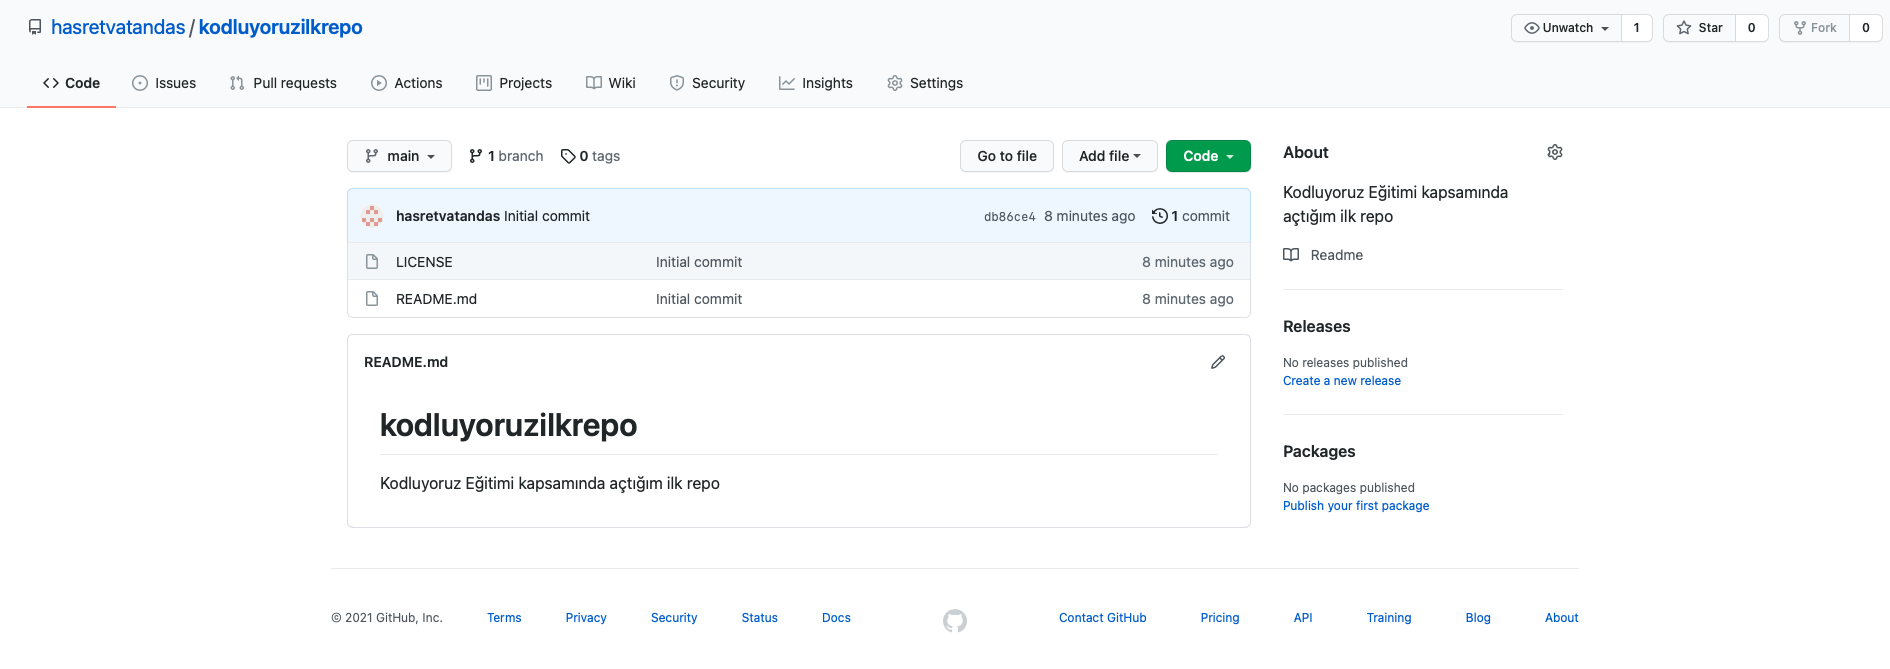 hasretvatandas / kodluyoruzilkrepo
Unwatch 1 Star 0 Fork 0
Code Issues Pull requests Actions Projects Wiki Security Insights Settings
main 1 branch 0 tags Go to file Add file Code
hasretvatandas Initial commit db86ce4 8 minutes ago 1 commit
LICENSE Initial commit 8 minutes ago
README.md Initial commit 8 minutes ago
README.md
kodluyoruzilkrepo
Kodluyoruz Eğitimi kapsamında açtığım ilk repo
About
Kodluyoruz Eğitimi kapsamında
açtığım ilk repo
Readme
Releases
No releases published
Create a new release
Packages
No packages published
Publish your first package
© 2021 GitHub, Inc. Terms Privacy Security Status Docs Contact GitHub Pricing API Training Blog About